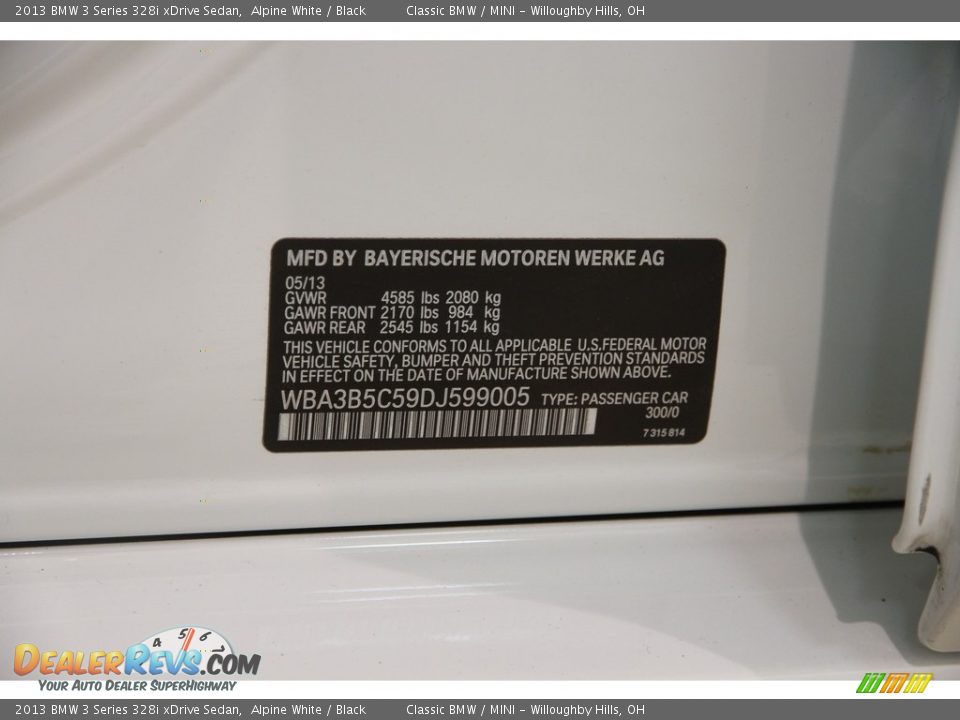 2013 BMW 3 Series 328i xDrive Sedan, Alpine White / Black Classic BMW / MINI - Willoughby Hills, OH
MFD BY BAYERISCHE MOTOREN WERKE AG
05/13
GVWR 4585 lbs 2080 kg
GAWR FRONT 2170 lbs 984 kg
GAWR REAR 2545 lbs 1154 kg
THIS VEHICLE CONFORMS TO ALL APPLICABLE U.S.FEDERAL MOTOR
VEHICLE SAFETY, BUMPER AND THEFT PREVENTION STANDARDS
IN EFFECT ON THE DATE OF MANUFACTURE SHOWN ABOVE.
WBA3B5C59DJ599005 TYPE: PASSENGER CAR
300/0
7 315 814
4 5 6
DEALERREVS.COM
YOUR AUTO DEALER SUPERHIGHWAY
2013 BMW 3 Series 328i xDrive Sedan, Alpine White / Black Classic BMW / MINI - Willoughby Hills, OH